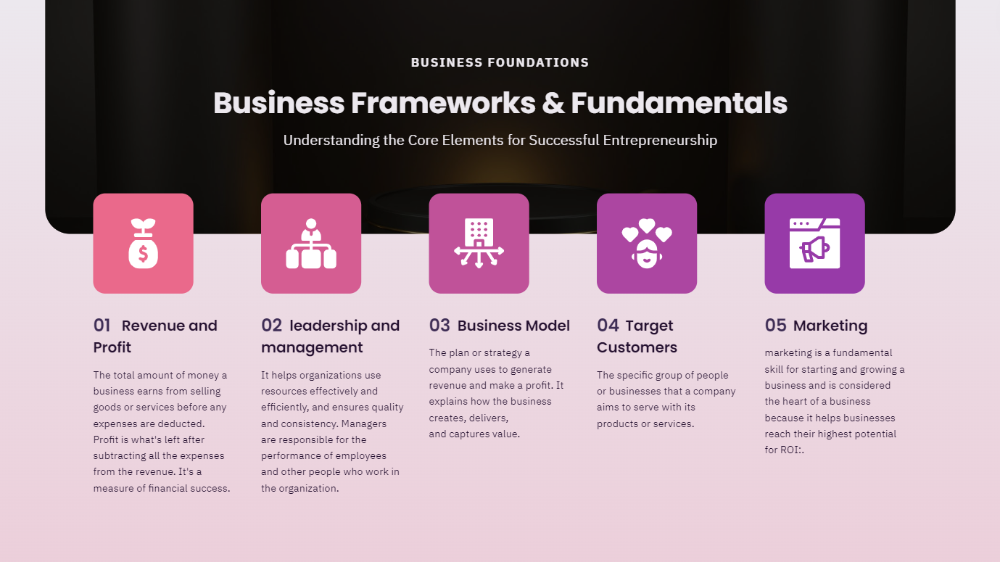 BUSINESS FOUNDATIONS
Business Frameworks & Fundamentals
Understanding the Core Elements for Successful Entrepreneurship
01 Revenue and
Profit
The total amount of money a
business earns from selling
goods or services before any
expenses are deducted.
Profit is what's left after
subtracting all the expenses
from the revenue. It's a
measure of financial success.
02 leadership and
management
It helps organizations use
resources effectively and
efficiently, and ensures quality
and consistency. Managers
are responsible for the
performance of employees
and other people who work in
the organization.
03 Business Model
The plan or strategy a
company uses to generate
revenue and make a profit. It
explains how the business
creates, delivers,
and captures value.
04 Target
Customers
The specific group of people
or businesses that a company
aims to serve with its
products or services.
05 Marketing
marketing is a fundamental
skill for starting and growing a
business and is considered
the heart of a business
because it helps businesses
reach their highest potential
for ROI:.